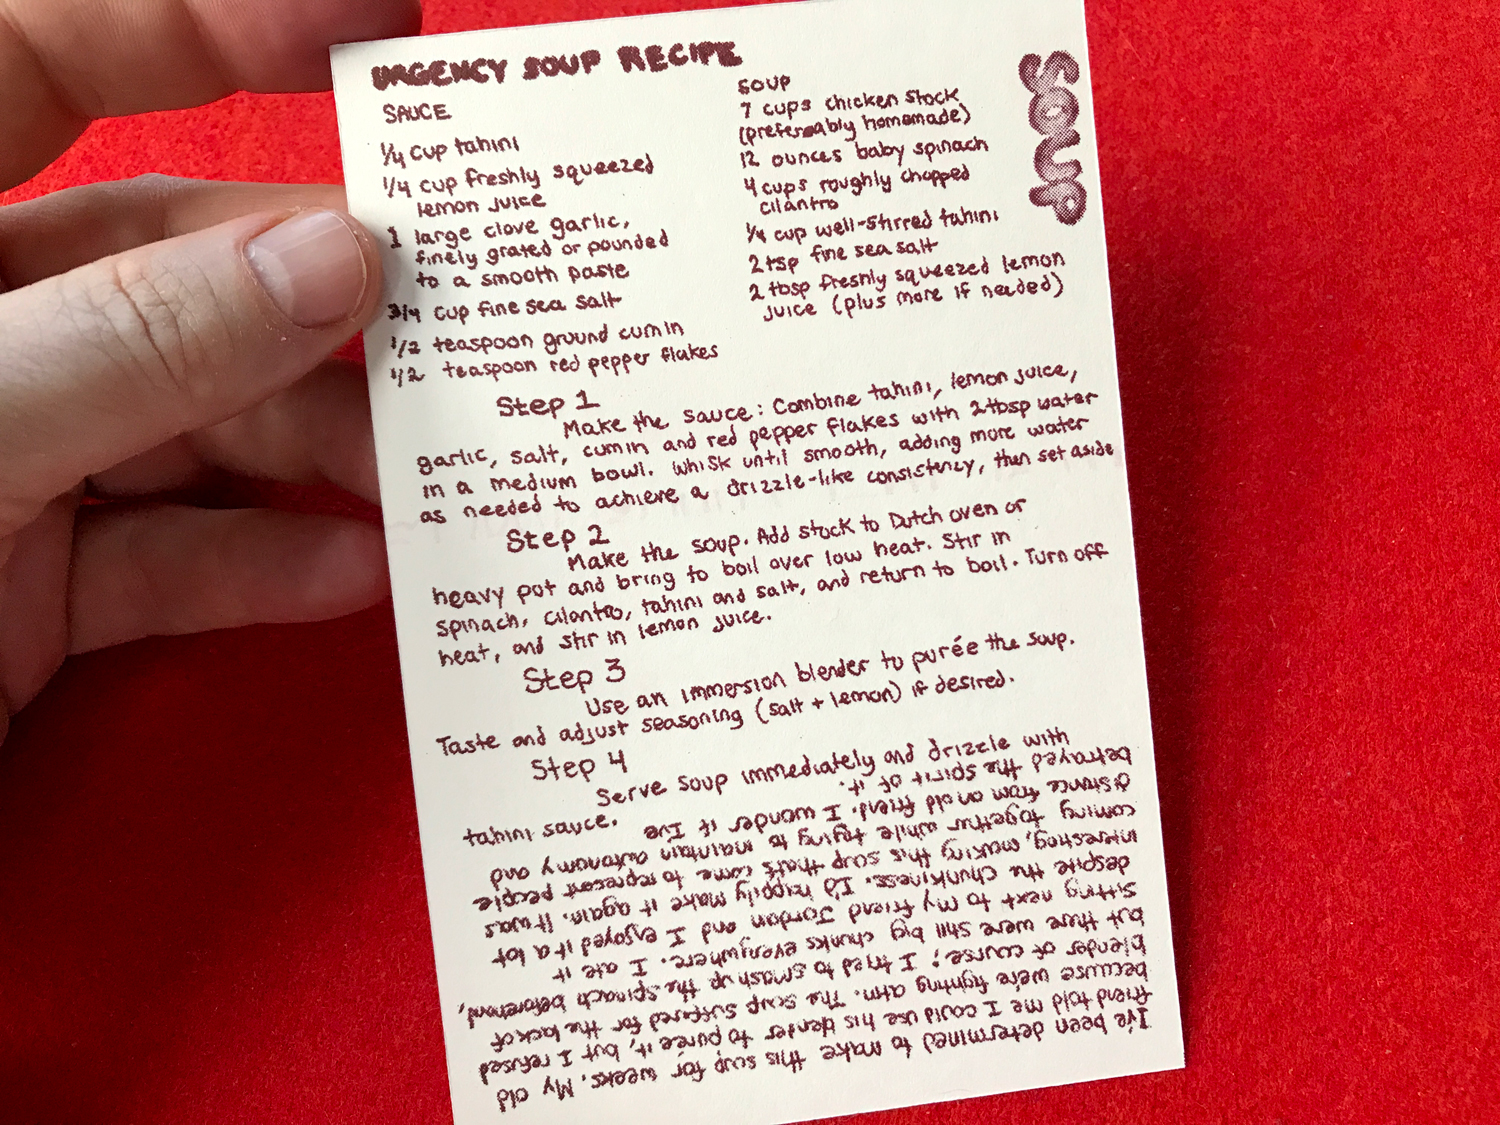 URGENCY SOUP RECIPE
SAUCE
1/4 cup tahini
1/4 cup freshly squeezed
lemon juice
1 large clove garlic,
finely grated or pounded
to a smooth paste
3/4 cup fine sea salt
1/2 teaspoon ground cumin
1/2 teaspoon red pepper flakes
SOUP
7 cups chicken stock
(prefereably homemade)
12 ounces baby spinach
4 cups roughly chopped
cilantro
1/4 cup well-stirred tahini
2 tsp fine sea salt
2 tbsp freshly squeezed lemon
juice (plus more if needed)
SOUP
Step 1
Make the sauce: Combine tahini, lemon juice,
garlic, salt, cumin and red pepper flakes with 2 tbsp water
in a medium bowl. Whisk until smooth, adding more water
as needed to achieve a drizzle-like consistency, then set aside
Step 2
Make the soup. Add stock to Dutch oven or
heavy pot and bring to boil over low heat. Stir in
spinach, cilantro, tahini and salt, and return to boil. Turn off
heat, and stir in lemon juice.
Step 3
Use an immersion blender to purée the soup.
Taste and adjust seasoning (salt + lemon) if desired.
Step 4
Serve soup immediately and drizzle with
tahini sauce.
I've been determined to make this soup for weeks. My old
friend told me I could use his blender to purée it, but I refused
because we're fighting atm. The soup suffered for the lack of
blender of course; I tried to smash up the spinach beforehand,
but there were still big chunks everywhere. I ate it
sitting next to my friend Jordan and I enjoyed it a lot
despite the chunkiness. I'd happily make it again. It was
interesting, making this soup that's come to represent people
coming together while trying to maintain autonomy and
distance from an old friend. I wonder if I've
betrayed the spirit of it.